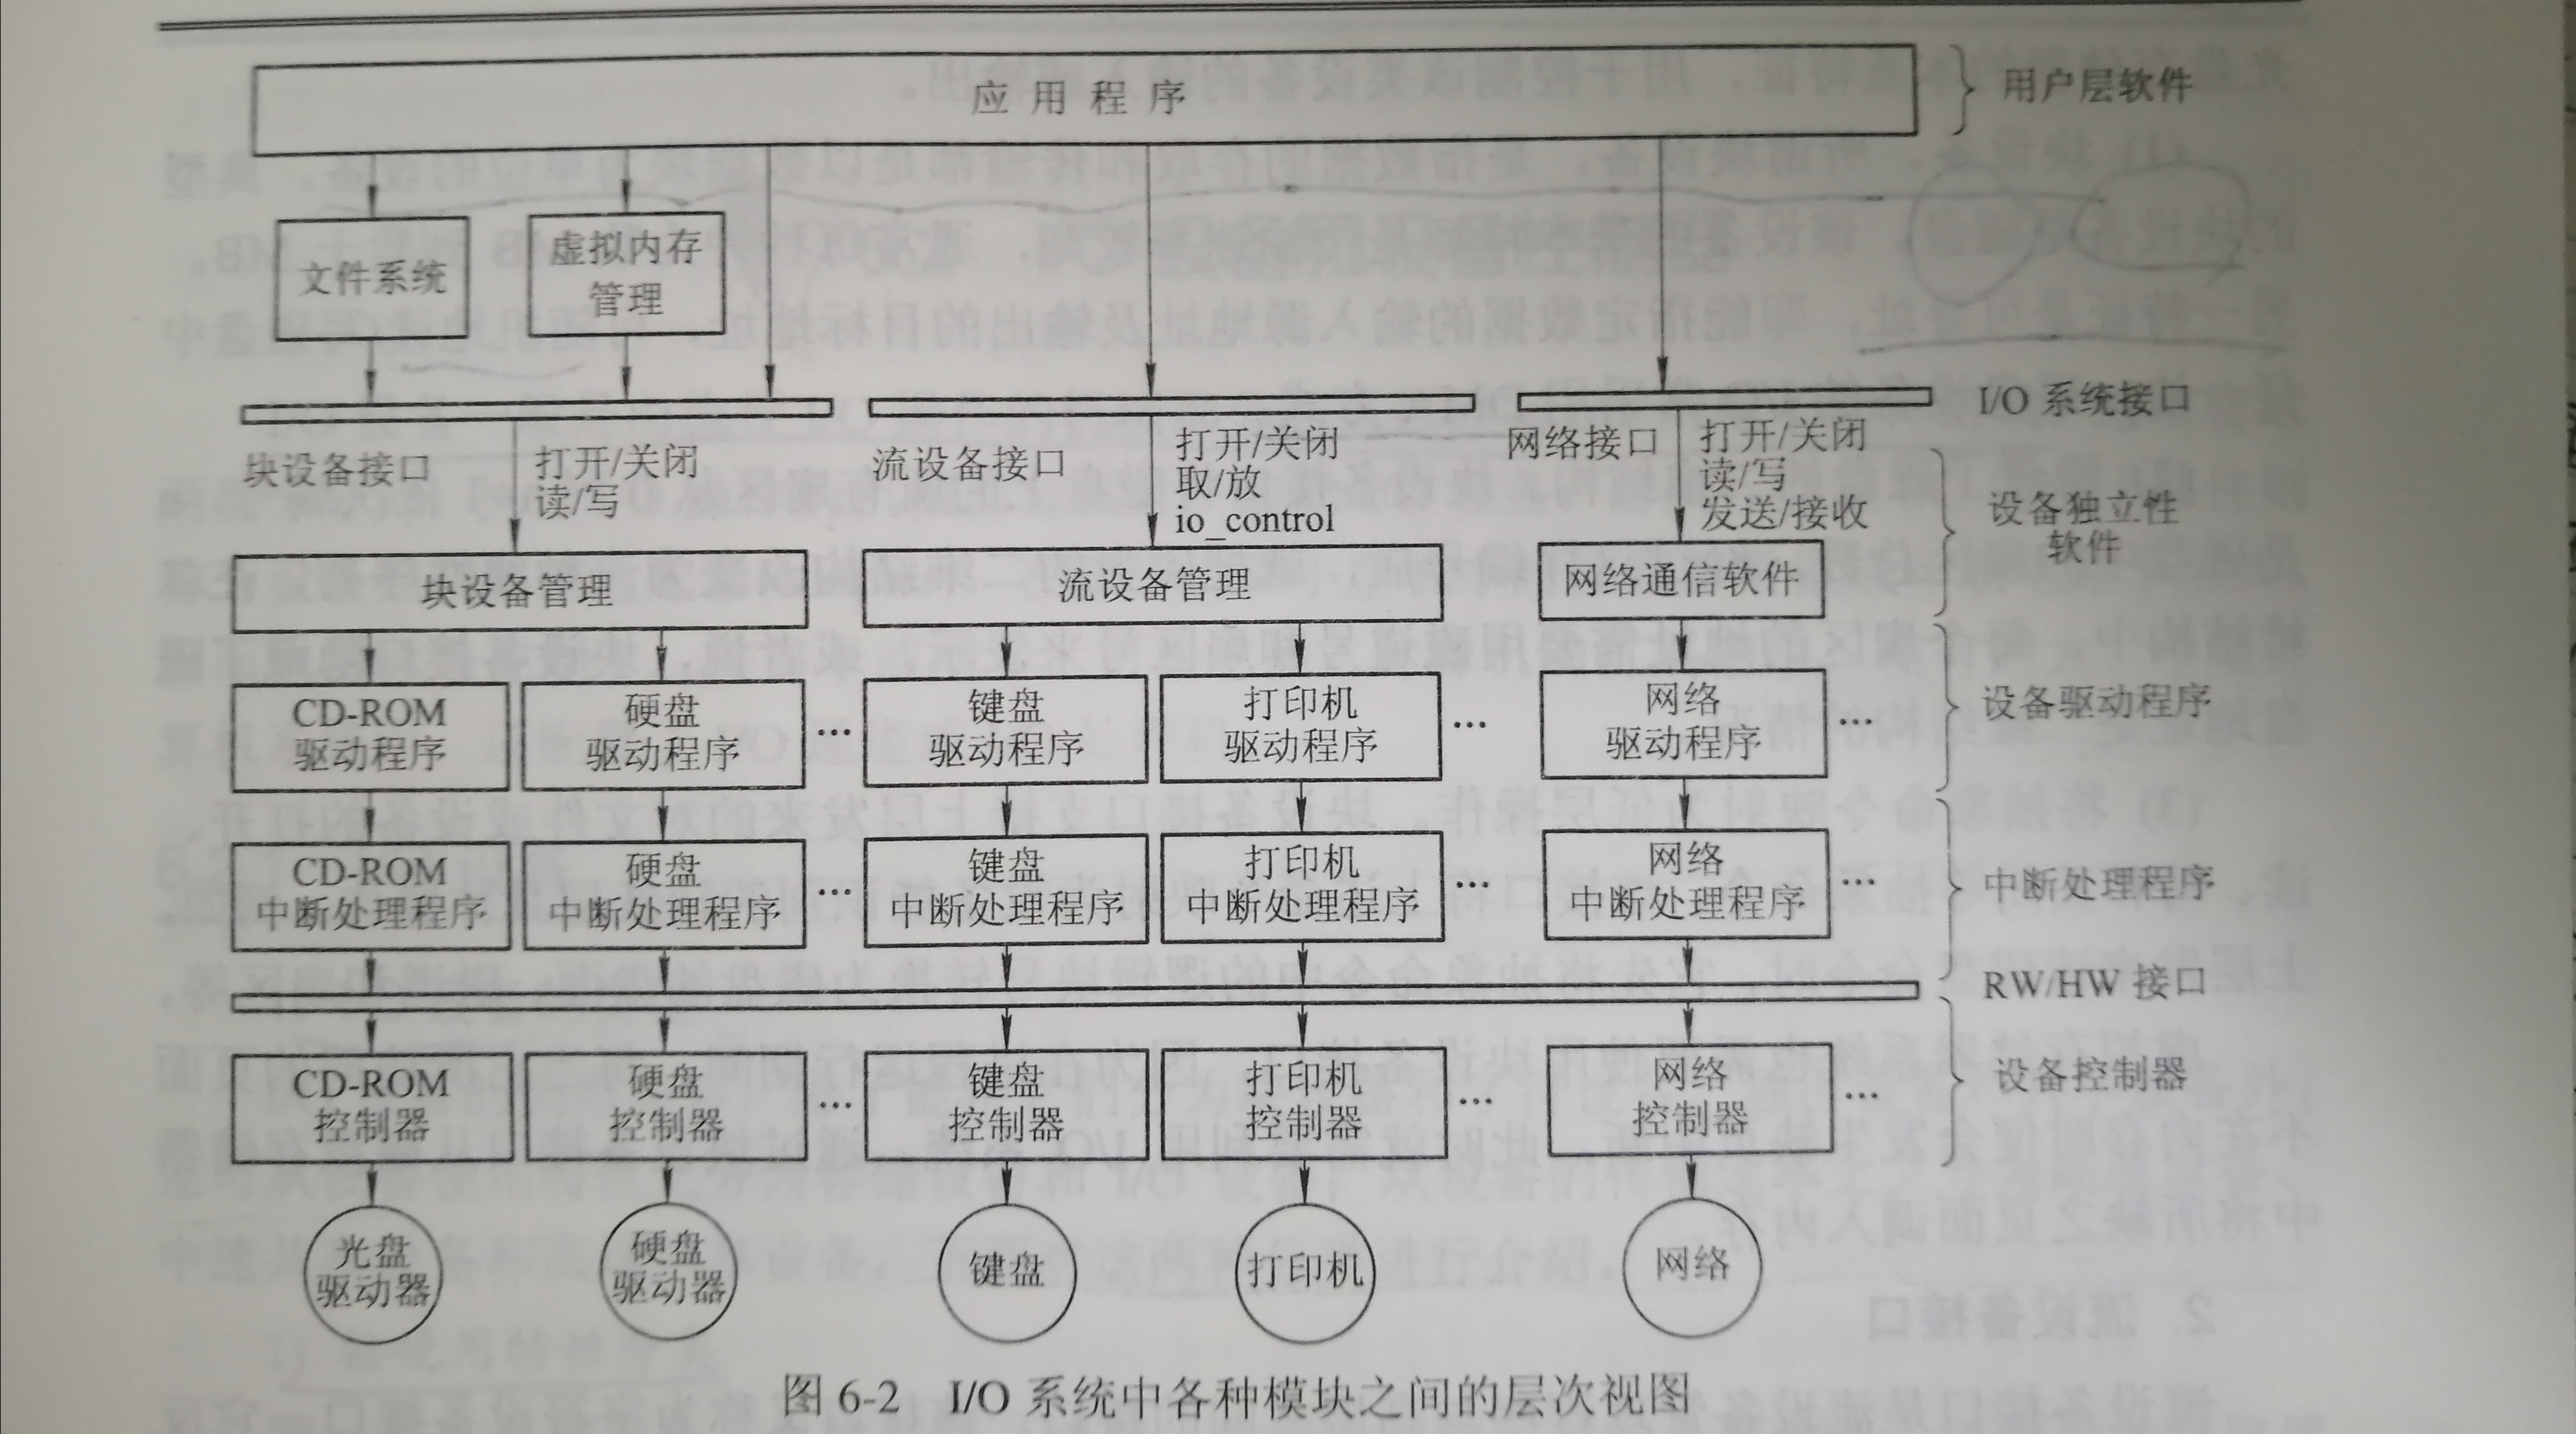 应用程序
用户层软件
文件系统
虚拟内存
管理
I/O 系统接口
块设备接口
打开/关闭
读/写
流设备接口
打开/关闭
取/放
io_control
网络接口
打开/关闭
读/写
发送/接收
设备独立性
软件
块设备管理
流设备管理
网络通信软件
CD-ROM
驱动程序
硬盘
驱动程序
…
键盘
驱动程序
打印机
驱动程序
…
网络
驱动程序
…
设备驱动程序
CD-ROM
中断处理程序
硬盘
中断处理程序
…
键盘
中断处理程序
打印机
中断处理程序
…
网络
中断处理程序
…
中断处理程序
RW/HW 接口
CD-ROM
控制器
硬盘
控制器
…
键盘
控制器
打印机
控制器
…
网络
控制器
…
设备控制器
光盘
驱动器
硬盘
驱动器
键盘
打印机
网络
图 6-2 I/O 系统中各种模块之间的层次视图